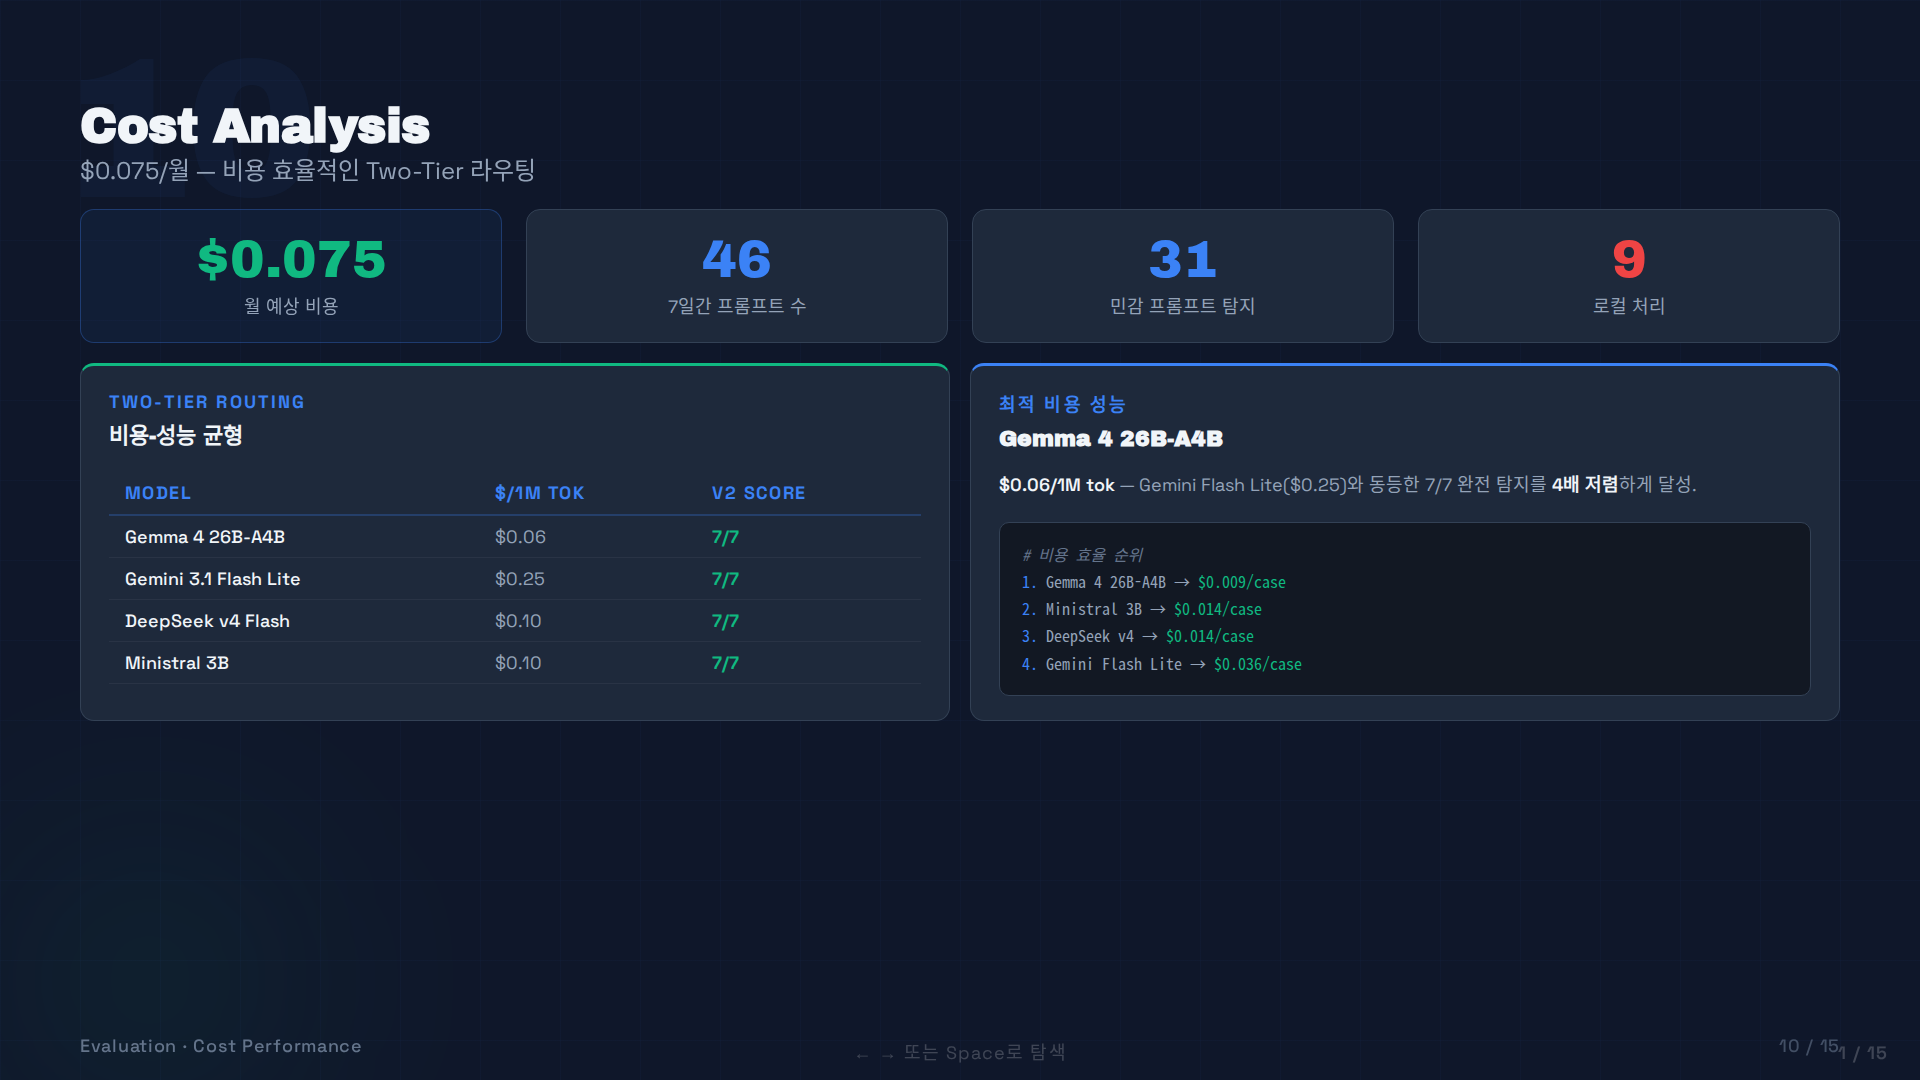 10
Cost Analysis
$0.075/월 — 비용 효율적인 Two-Tier 라우팅
$0.075
월 예상 비용
46
7일간 프롬프트 수
31
민감 프롬프트 탐지
9
로컬 처리
TWO-TIER ROUTING
비용-성능 균형
MODEL $/1M TOK V2 SCORE
Gemma 4 26B-A4B $0.06 7/7
Gemini 3.1 Flash Lite $0.25 7/7
DeepSeek v4 Flash $0.10 7/7
Ministral 3B $0.10 7/7
최적 비용 성능
Gemma 4 26B-A4B
$0.06/1M tok — Gemini Flash Lite($0.25)와 동등한 7/7 완전 탐지를 4배 저렴하게 달성.
# 비용 효율 순위
1. Gemma 4 26B-A4B → $0.009/case
2. Ministral 3B → $0.014/case
3. DeepSeek v4 → $0.014/case
4. Gemini Flash Lite → $0.036/case
Evaluation · Cost Performance
← → 또는 Space로 탐색
10 / 15
1 / 15